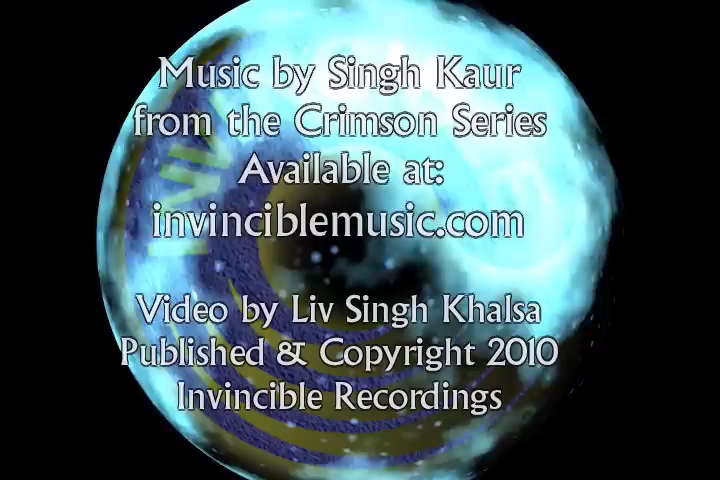 Music by Singh Kaur
from the Crimson Series
Available at:
invinciblemusic.com
Video by Liv Singh Khalsa
Published & Copyright 2010
Invincible Recordings